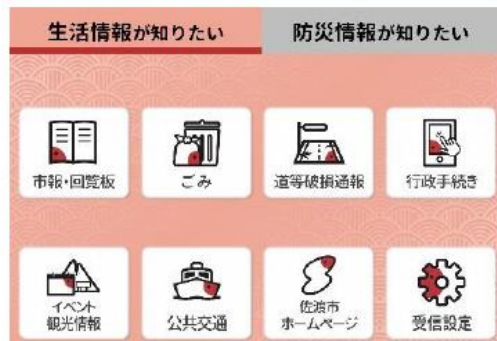 生活情報が知りたい
防災情報が知りたい
市報・回覧板
ごみ
道等破損通報
行政手続き
イベント
観光情報
公共交通
佐渡市
ホームページ
受信設定